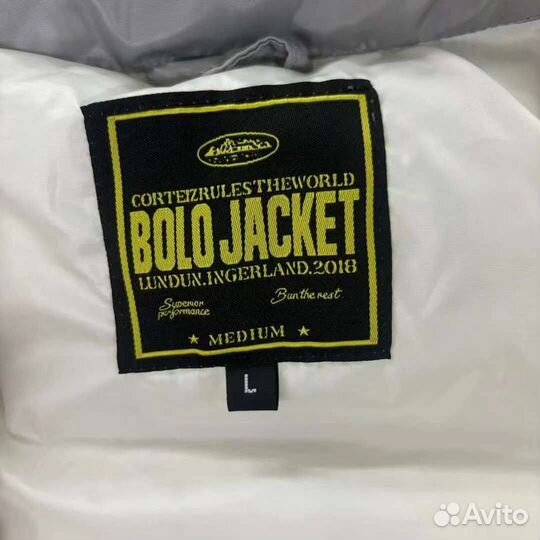 CORTEIZRULESTHEWORLD
BOLO JACKET
LUNDUN.INGERLAND.2018
Superior Bun the rest
performance
★ MEDIUM ★
L
Avito